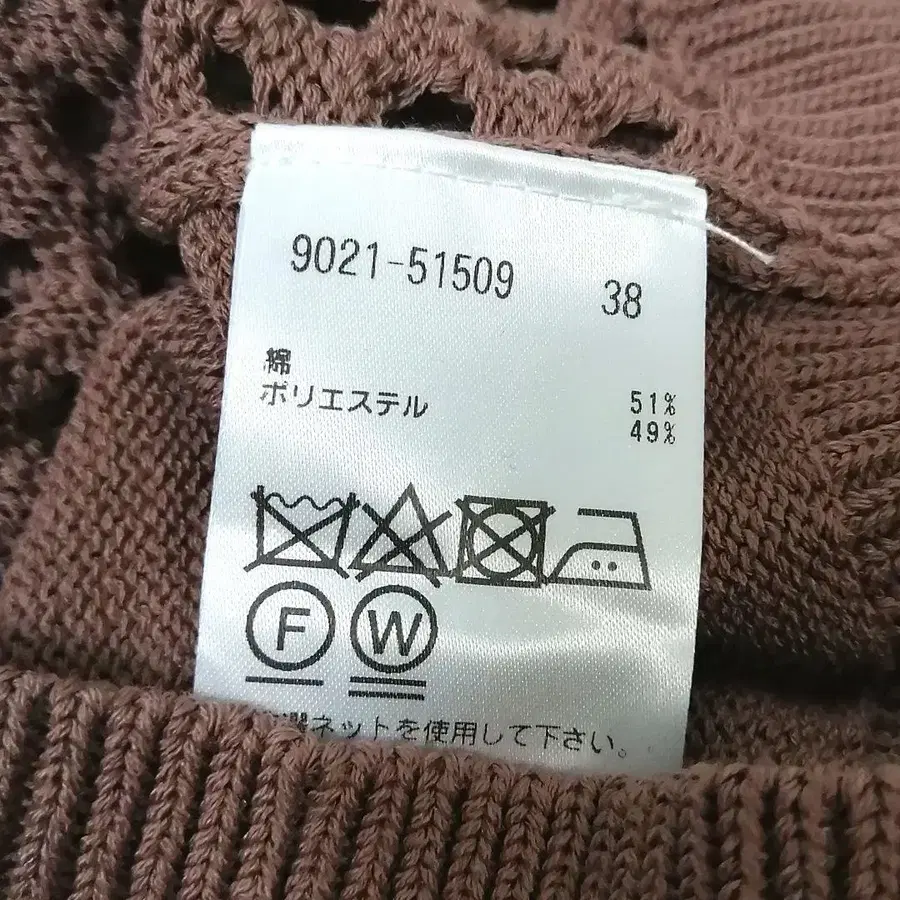 9021-51509 38
綿
ポリエステル 51%
49%
F W
ネットを使用して下さい。